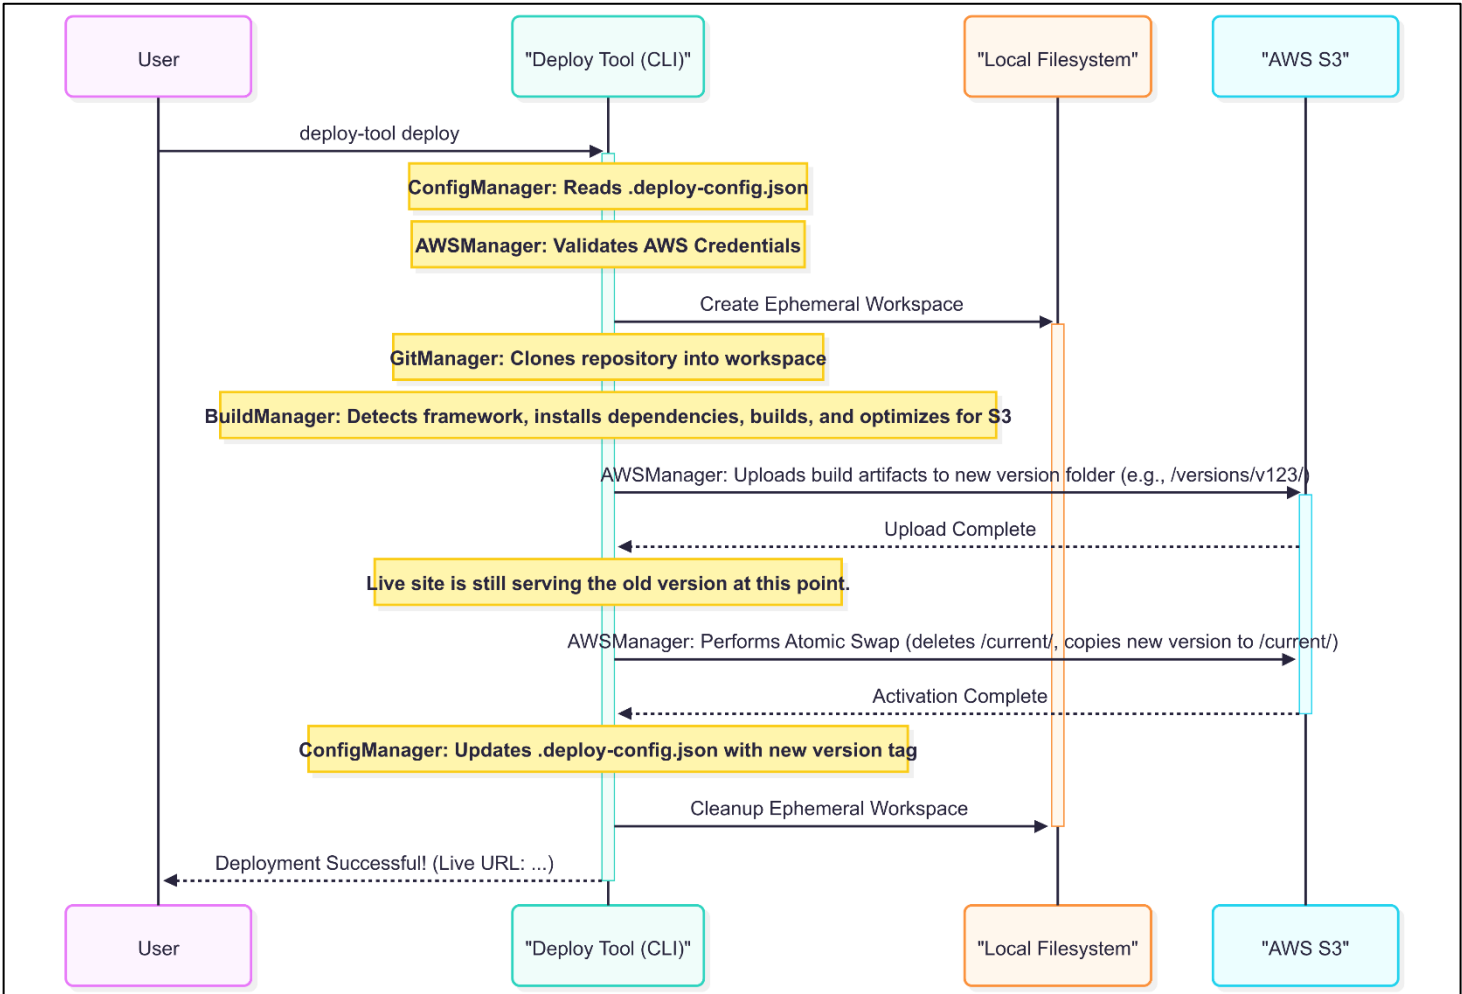 User
"Deploy Tool (CLI)"
"Local Filesystem"
"AWS S3"
deploy-tool deploy
ConfigManager: Reads .deploy-config.json
AWSManager: Validates AWS Credentials
Create Ephemeral Workspace
GitManager: Clones repository into workspace
BuildManager: Detects framework, installs dependencies, builds, and optimizes for S3
AWSManager: Uploads build artifacts to new version folder (e.g., /versions/v123/)
Upload Complete
Live site is still serving the old version at this point.
AWSManager: Performs Atomic Swap (deletes /current/, copies new version to /current/)
Activation Complete
ConfigManager: Updates .deploy-config.json with new version tag
Cleanup Ephemeral Workspace
Deployment Successful! (Live URL: ...)
User
"Deploy Tool (CLI)"
"Local Filesystem"
"AWS S3"